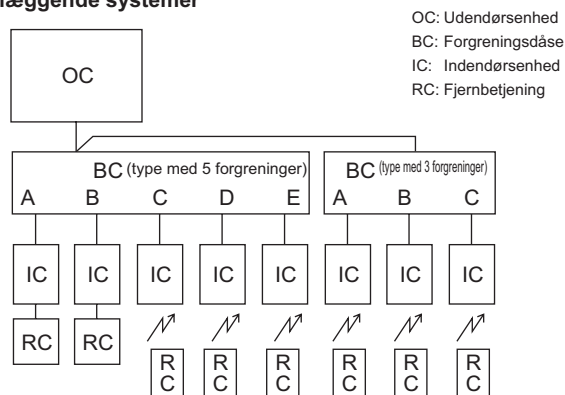 læggende systemer
OC: Udendørsenhed
BC: Forgreningsdåse
IC: Indendørsenhed
RC: Fjernbetjening
OC
BC (type med 5 forgreninger)
A B C D E
BC (type med 3 forgreninger)
A B C
IC IC IC IC IC IC IC IC
RC RC
R R R R R R
C C C C C C